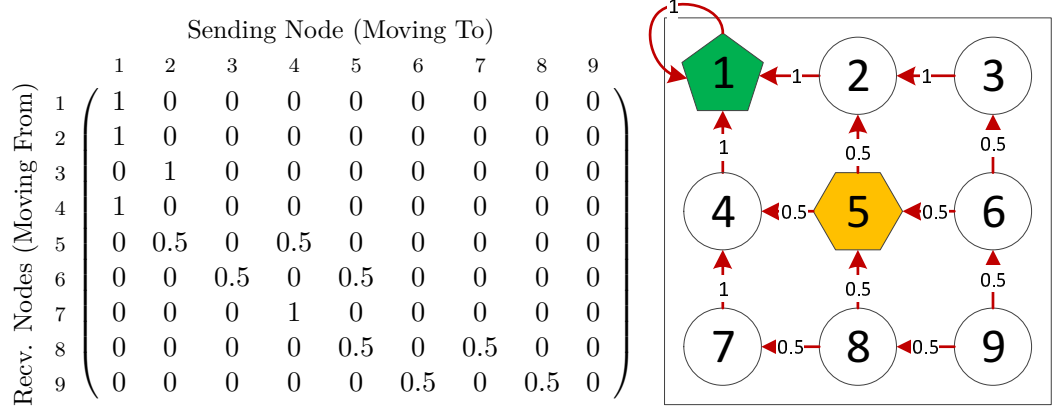 Sending Node (Moving To)
1 2 3 4 5 6 7 8 9
Recv. Nodes (Moving From)
1 1 0 0 0 0 0 0 0 0
2 1 0 0 0 0 0 0 0 0
3 0 1 0 0 0 0 0 0 0
4 1 0 0 0 0 0 0 0 0
5 0 0.5 0 0.5 0 0 0 0 0
6 0 0 0.5 0 0.5 0 0 0 0
7 0 0 0 1 0 0 0 0 0
8 0 0 0 0 0.5 0 0.5 0 0
9 0 0 0 0 0 0.5 0 0.5 0
1
1 1 2 1 3
1 0.5 0.5
4 0.5 5 0.5 6
1 0.5 0.5
7 0.5 8 0.5 9